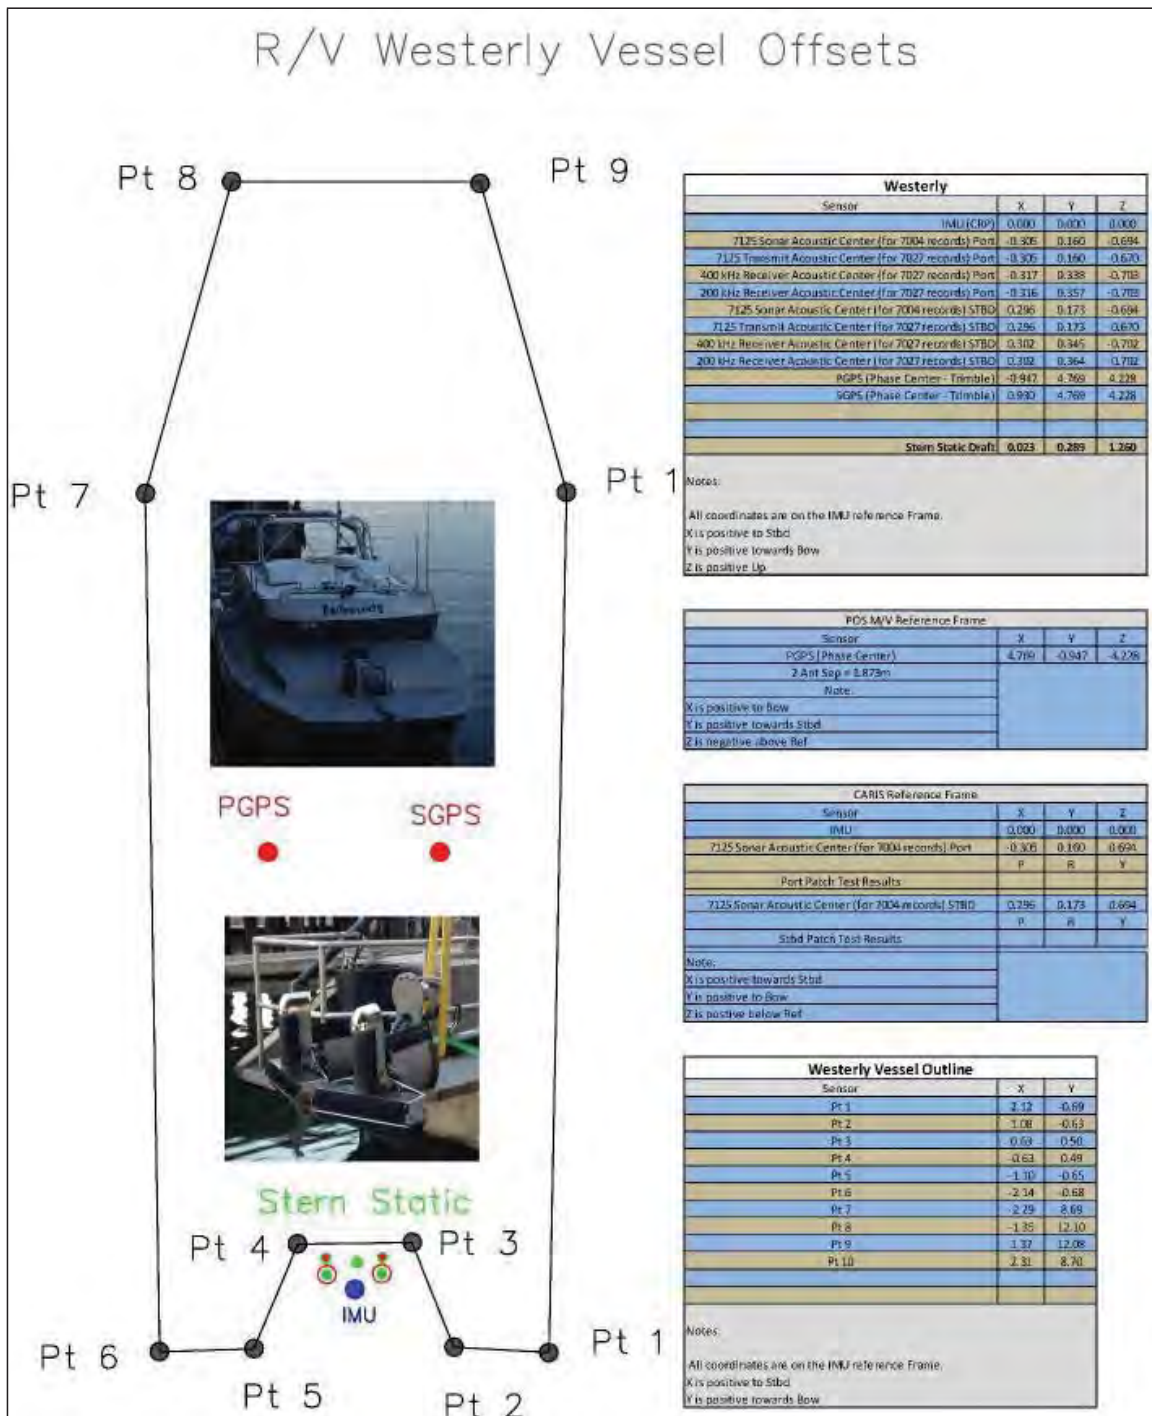 R/V Westerly Vessel Offsets
Pt 8
Pt 9
Pt 7
Pt 1
PGPS
SGPS
Stern Static
Pt 4
Pt 3
IMU
Pt 6
Pt 1
Pt 5
Pt 2
Westerly
Sensor X Y Z
IMU (CRP) 0.000 0.000 0.000
7125 Sonar Acoustic Center (for 7004 records) Port -0.305 0.160 -0.694
7125 Transmit Acoustic Center (for 7027 records) Port -0.305 0.160 -0.670
400 kHz Receiver Acoustic Center (for 7027 records) Port -0.317 0.338 -0.703
200 kHz Receiver Acoustic Center (for 7027 records) Port -0.316 0.357 -0.703
7125 Sonar Acoustic Center (for 7004 records) STBD 0.296 0.173 -0.694
7125 Transmit Acoustic Center (for 7027 records) STBD 0.296 0.173 -0.670
400 kHz Receiver Acoustic Center (for 7027 records) STBD 0.302 0.345 -0.702
200 kHz Receiver Acoustic Center (for 7027 records) STBD 0.302 0.364 -0.702
PGPS (Phase Center - Trimble) -0.947 4.769 4.228
SGPS (Phase Center - Trimble) 0.930 4.769 4.228
Stern Static Draft 0.023 0.289 1.260
Notes:
All coordinates are on the IMU reference Frame.
X is positive to Stbd
Y is positive towards Bow
Z is positive Up
POS M/V Reference Frame
Sensor X Y Z
PGPS (Phase Center) 4.769 -0.947 -4.228
2 Ant Sep = 1.873m
Note:
X is positive to Bow
Y is positive towards Stbd
Z is negative above Ref
CARIS Reference Frame
Sensor X Y Z
IMU 0.000 0.000 0.000
7125 Sonar Acoustic Center (for 7004 records) Port -0.305 0.160 0.694
P R Y
Port Patch Test Results
7125 Sonar Acoustic Center (for 7004 records) STBD 0.296 0.173 0.694
P R Y
Stbd Patch Test Results
Note:
X is positive towards Stbd
Y is positive to Bow
Z is postive below Ref
Westerly Vessel Outline
Sensor X Y
Pt 1 2.12 -0.69
Pt 2 1.08 -0.63
Pt 3 0.63 0.50
Pt 4 -0.63 0.49
Pt 5 -1.10 -0.65
Pt 6 -2.14 -0.68
Pt 7 -2.29 8.69
Pt 8 -1.35 12.10
Pt 9 1.37 12.08
Pt 10 2.31 8.70
Notes:
All coordinates are on the IMU reference Frame.
X is positive to Stbd
Y is positive towards Bow